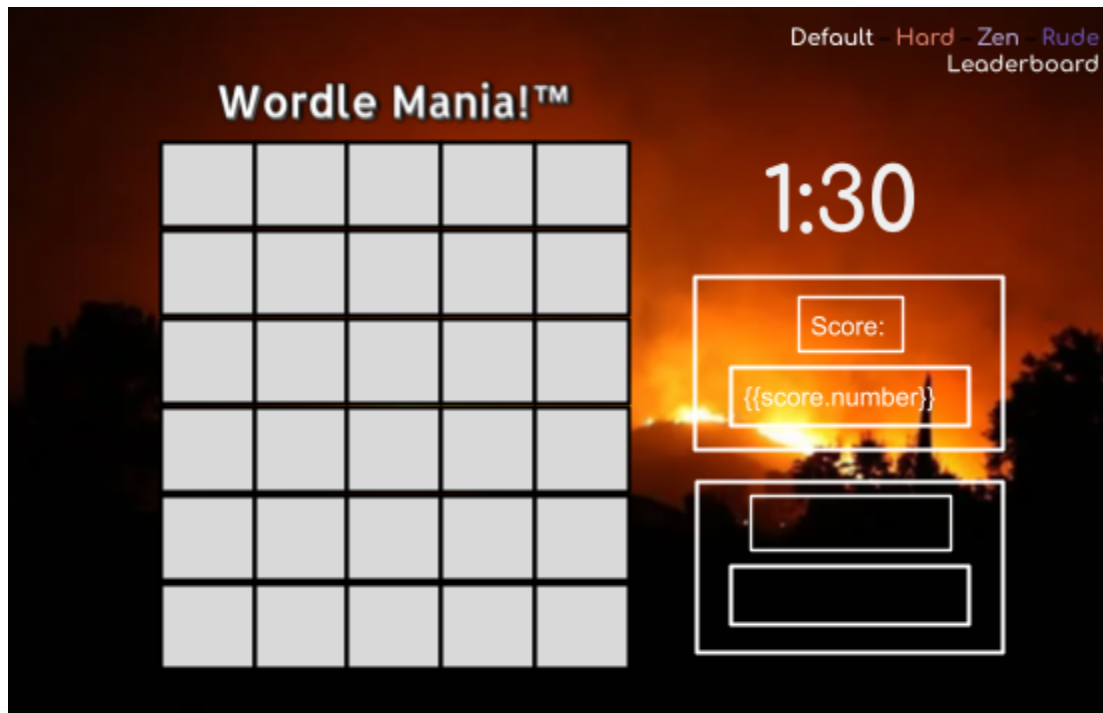 Default - Hard - Zen - Rude
Leaderboard
Wordle Mania!™
1:30
Score:
{{score.number}}